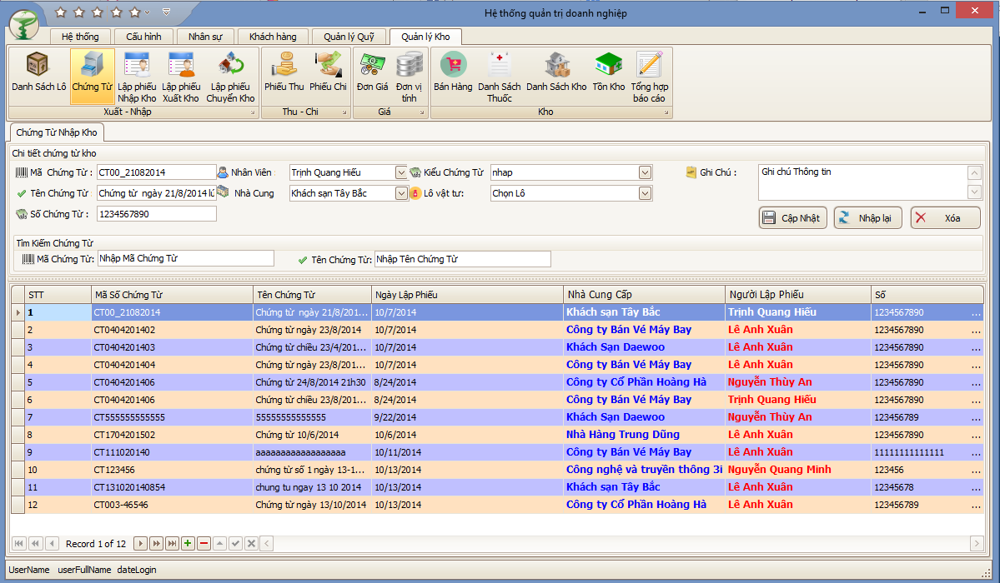 Hệ thống quản trị doanh nghiệp
Hệ thống Cấu hình Nhân sự Khách hàng Quản lý Quỹ Quản lý Kho
Danh Sách Lô Chứng Từ Lập phiếu Nhập Kho Lập phiếu Xuất Kho Lập phiếu Chuyển Kho Phiếu Thu Phiếu Chi Đơn Giá Đơn vị tính Bán Hàng Danh Sách Thuốc Danh Sách Kho Tồn Kho Tổng hợp báo cáo
Xuất - Nhập Thu - Chi Giá Kho
Chứng Từ Nhập Kho
Chi tiết chứng từ kho
Mã Chứng Từ : CT00_21082014 Nhân Viên : Trịnh Quang Hiếu Kiểu Chứng Từ nhap Ghi Chú : Ghi chú Thông tin
Tên Chứng Từ : Chứng từ ngày 21/8/2014 lú Nhà Cung Khách sạn Tây Bắc Lô vật tư: Chọn Lô
Số Chứng Từ : 1234567890 Cập Nhật Nhập lại Xóa
Tìm Kiếm Chứng Từ
Mã Chứng Từ: Nhập Mã Chứng Từ Tên Chứng Từ: Nhập Tên Chứng Từ
STT Mã Số Chứng Từ Tên Chứng Từ Ngày Lập Phiếu Nhà Cung Cấp Người Lập Phiếu Số
1 CT00_21082014 Chứng từ ngày 21/8/201... 10/7/2014 Khách sạn Tây Bắc Trịnh Quang Hiếu 1234567890 ...
2 CT0404201402 Chứng từ ngày 23/8/2014 10/7/2014 Công ty Bán Vé Máy Bay Lê Anh Xuân 1234567890 ...
3 CT0404201403 Chứng từ chiều 23/4/201... 10/7/2014 Khách Sạn Daewoo Lê Anh Xuân 1234567890 ...
4 CT0404201404 Chứng từ ngày 23/8/201... 10/7/2014 Công ty Bán Vé Máy Bay Lê Anh Xuân 1234567890 ...
5 CT0404201406 Chứng từ 24/8/2014 21h30 8/24/2014 Công ty Cổ Phần Hoàng Hà Nguyễn Thùy An 1234567890 ...
6 CT0404201406 Chứng từ chiều 23/8/201... 8/24/2014 Công ty Bán Vé Máy Bay Trịnh Quang Hiếu 1234567890 ...
7 CT555555555555 55555555555555 9/22/2014 Khách Sạn Daewoo Nguyễn Thùy An 123456789 ...
8 CT1704201502 Chứng từ 10/6/2014 10/6/2014 Nhà Hàng Trung Dũng Lê Anh Xuân 1234567890 ...
9 CT111020140 aaaaaaaaaaaaaaaaaa 10/11/2014 Công ty Bán Vé Máy Bay Lê Anh Xuân 11111111111111 ...
10 CT123456 chứng từ số 1 ngày 13-1... 10/13/2014 Công nghệ và truyền thông 3i Nguyễn Quang Minh 123456 ...
11 CT131020140854 chung tu ngay 13 10 2014 10/13/2014 Khách sạn Tây Bắc Lê Anh Xuân 12345678 ...
12 CT003-46546 Chứng từ ngày 13/10/2014 10/13/2014 Công ty Cổ Phần Hoàng Hà Lê Anh Xuân 123456789 ...
Record 1 of 12
UserName userFullName dateLogin